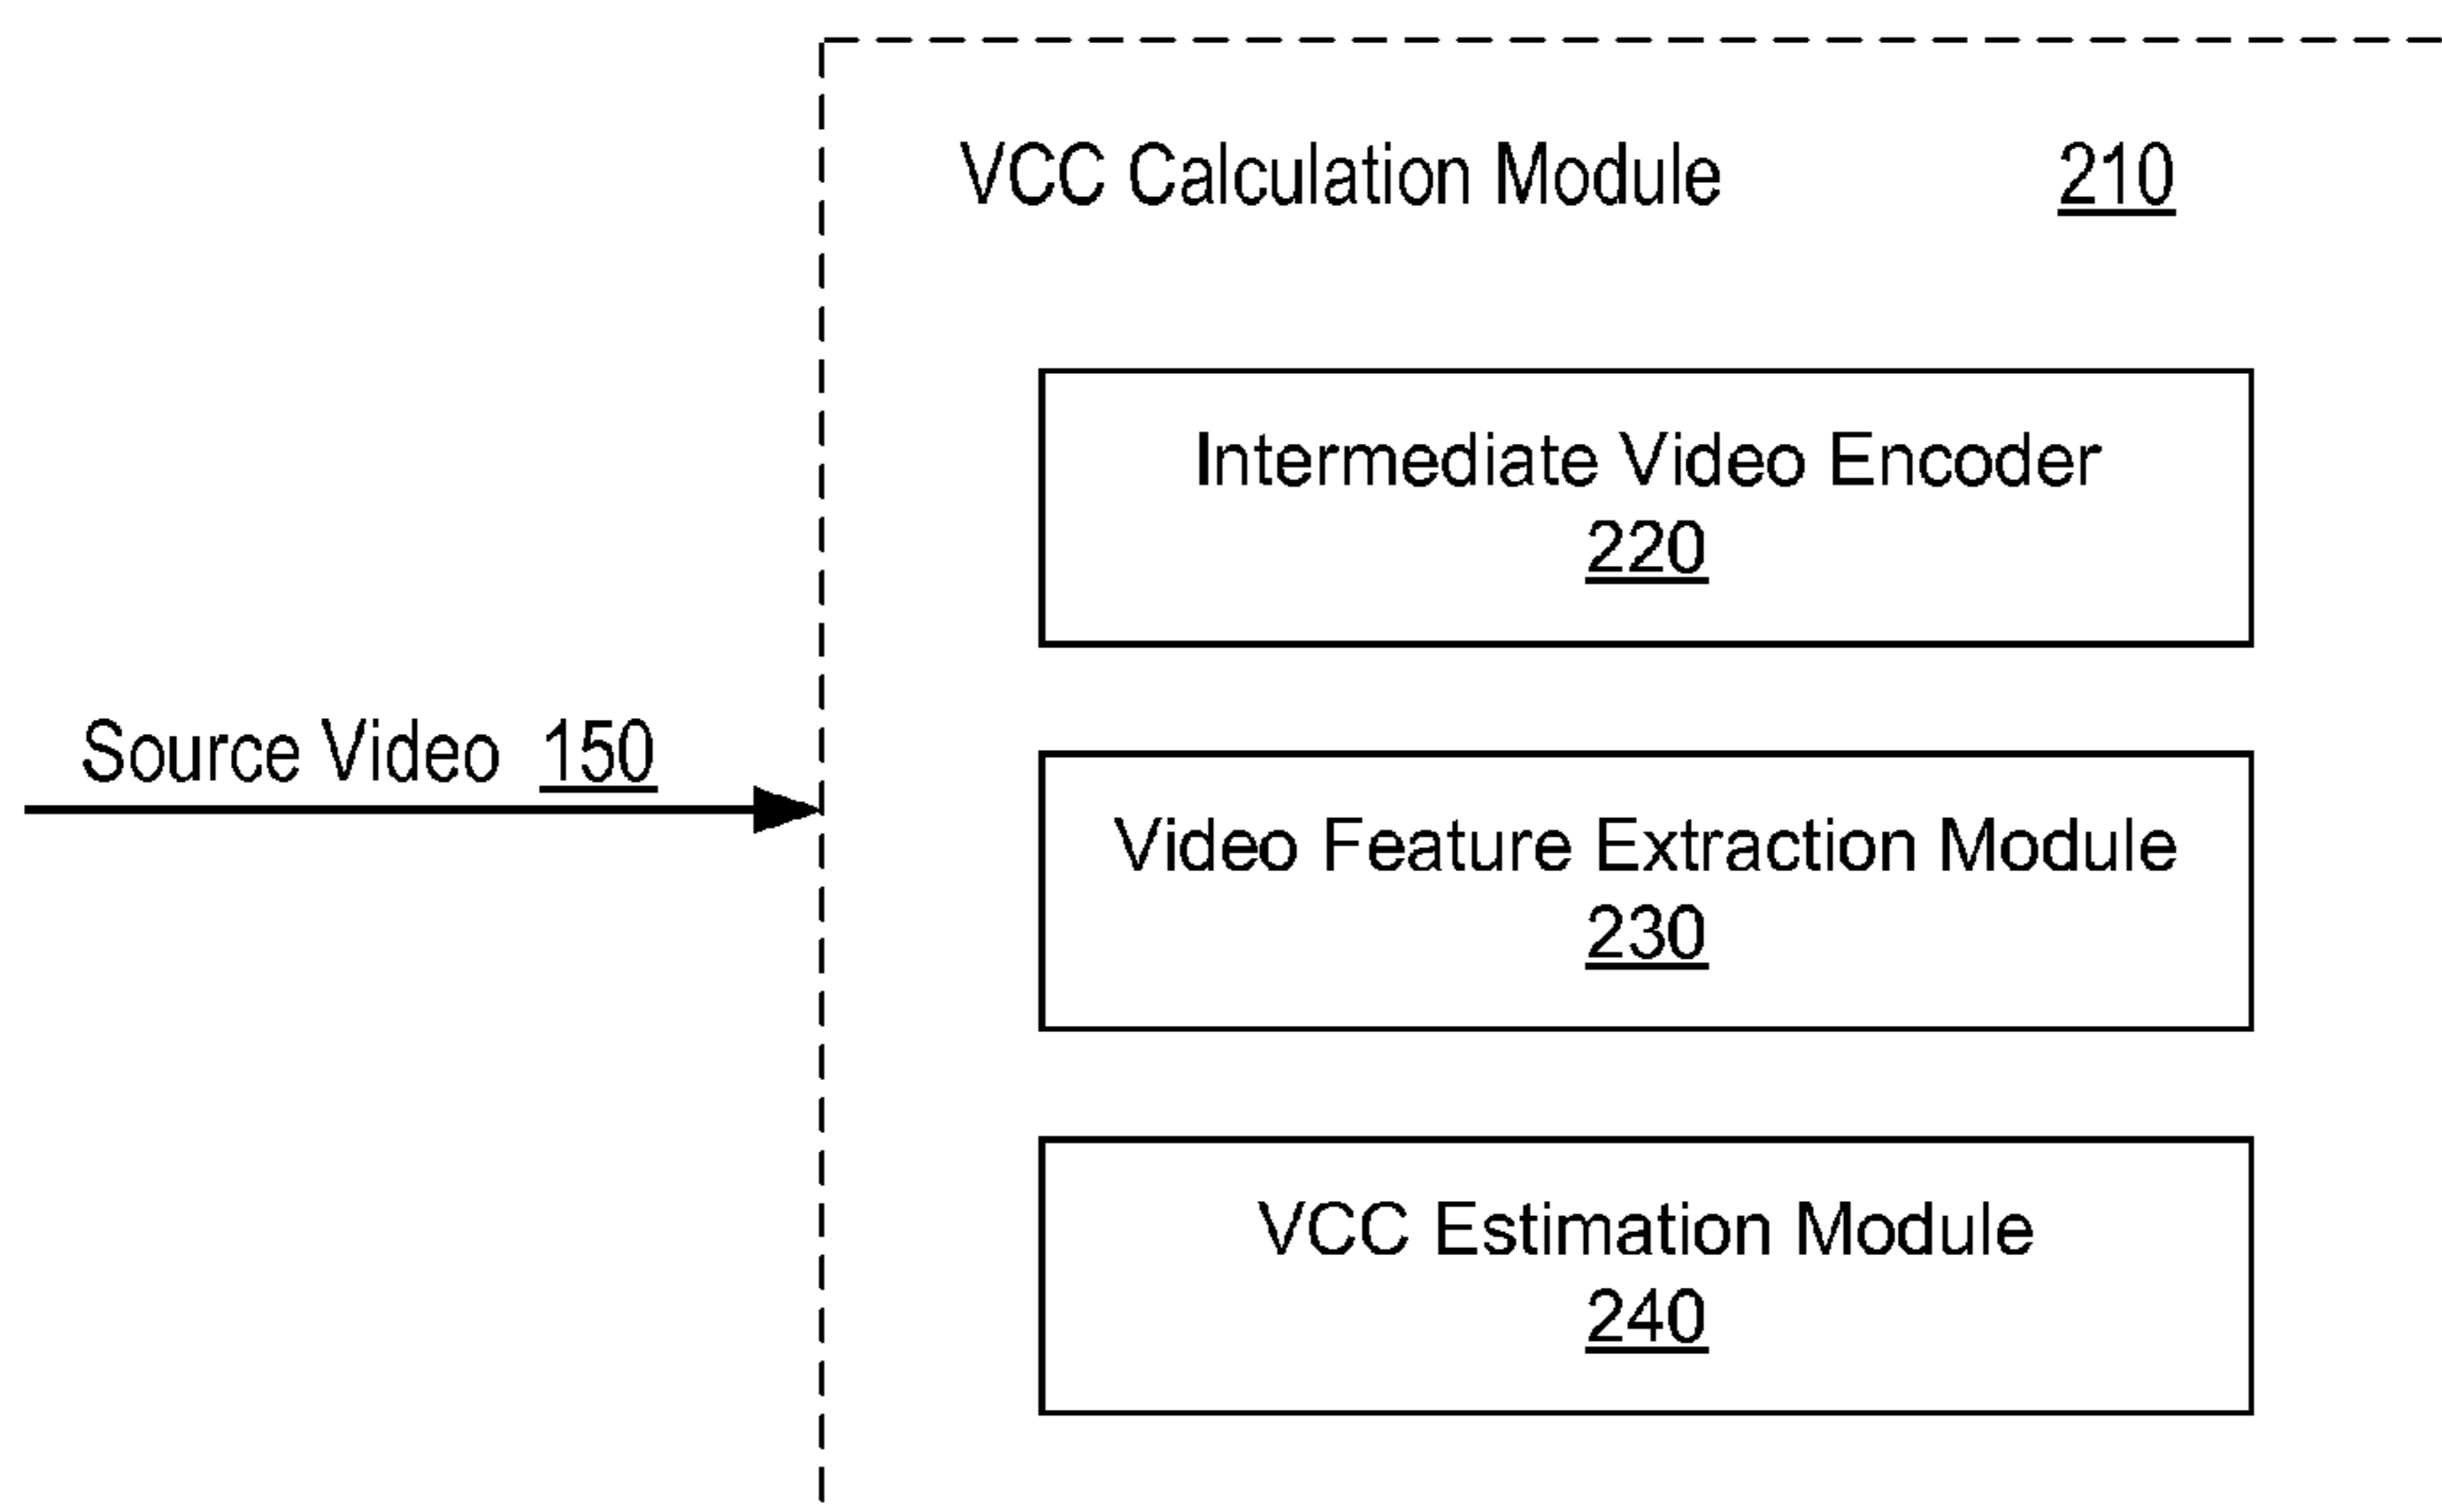 VCC Calculation Module 210
Intermediate Video Encoder
220
Source Video 150
Video Feature Extraction Module
230
VCC Estimation Module
240